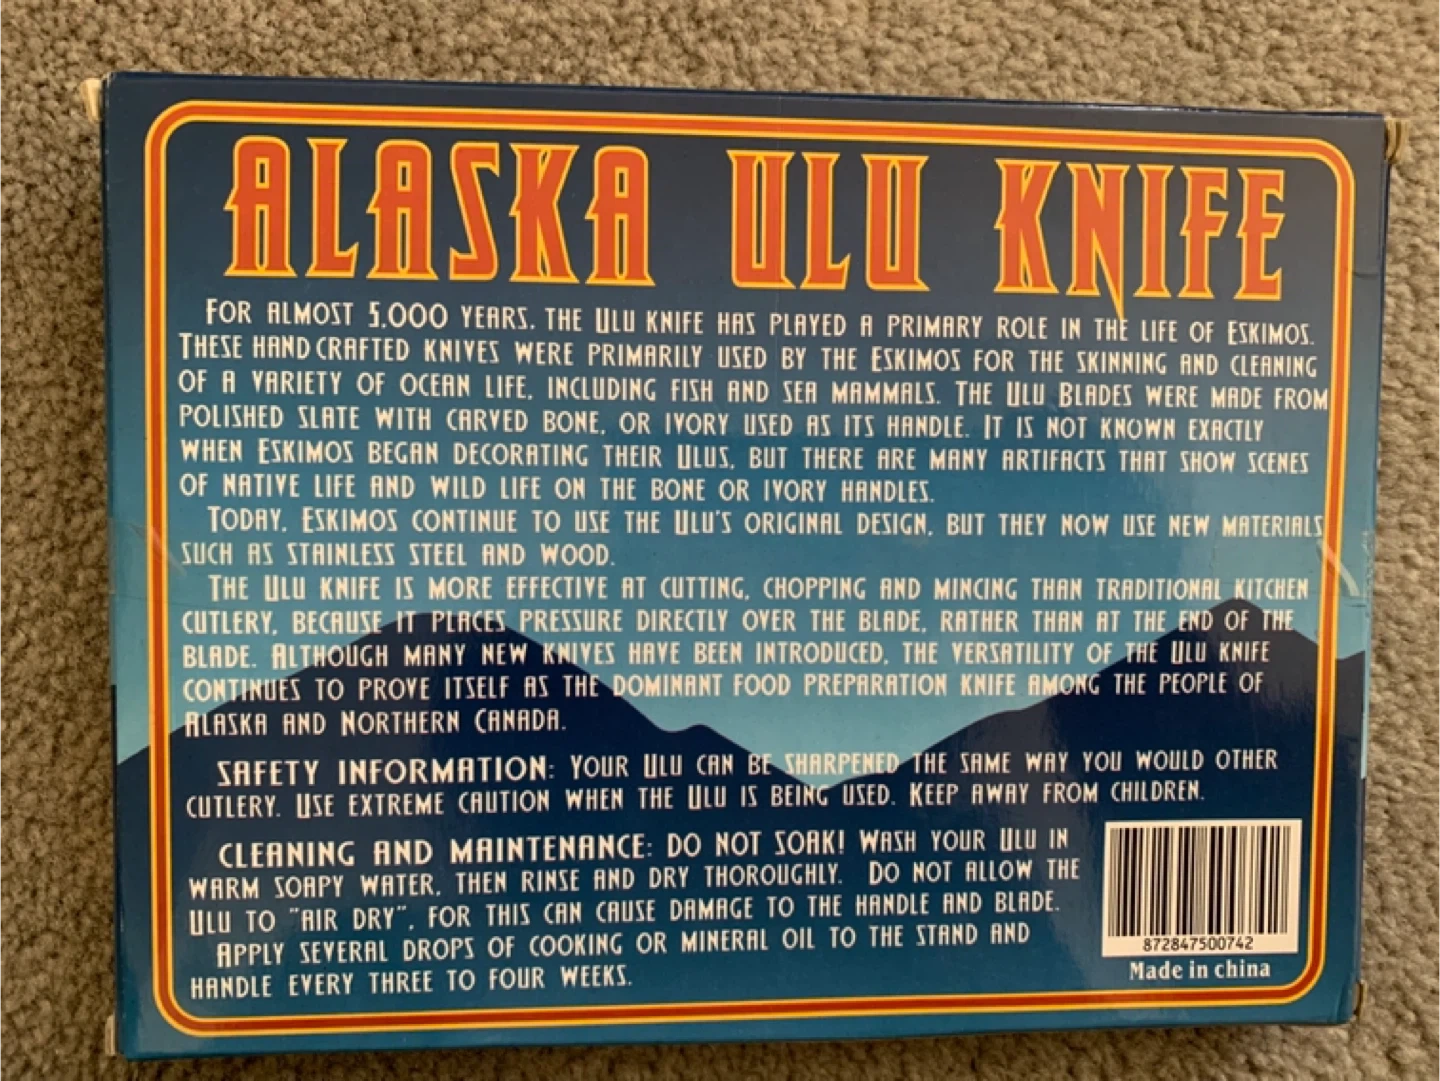 ALASKA ULU KNIFE
FOR ALMOST 5,000 YEARS, THE ULU KNIFE HAS PLAYED A PRIMARY ROLE IN THE LIFE OF ESKIMOS.
THESE HAND CRAFTED KNIVES WERE PRIMARILY USED BY THE ESKIMOS FOR THE SKINNING AND CLEANING
OF A VARIETY OF OCEAN LIFE, INCLUDING FISH AND SEA MAMMALS. THE ULU BLADES WERE MADE FROM
POLISHED SLATE WITH CARVED BONE, OR IVORY USED AS ITS HANDLE. IT IS NOT KNOWN EXACTLY
WHEN ESKIMOS BEGAN DECORATING THEIR ULUS, BUT THERE ARE MANY ARTIFACTS THAT SHOW SCENES
OF NATIVE LIFE AND WILD LIFE ON THE BONE OR IVORY HANDLES.
TODAY, ESKIMOS CONTINUE TO USE THE ULU'S ORIGINAL DESIGN, BUT THEY NOW USE NEW MATERIALS
SUCH AS STAINLESS STEEL AND WOOD.
THE ULU KNIFE IS MORE EFFECTIVE AT CUTTING, CHOPPING AND MINCING THAN TRADITIONAL KITCHEN
CUTLERY, BECAUSE IT PLACES PRESSURE DIRECTLY OVER THE BLADE, RATHER THAN AT THE END OF THE
BLADE. ALTHOUGH MANY NEW KNIVES HAVE BEEN INTRODUCED, THE VERSATILITY OF THE ULU KNIFE
CONTINUES TO PROVE ITSELF AS THE DOMINANT FOOD PREPARATION KNIFE AMONG THE PEOPLE OF
ALASKA AND NORTHERN CANADA.
SAFETY INFORMATION: YOUR ULU CAN BE SHARPENED THE SAME WAY YOU WOULD OTHER
CUTLERY. USE EXTREME CAUTION WHEN THE ULU IS BEING USED. KEEP AWAY FROM CHILDREN.
CLEANING AND MAINTENANCE: DO NOT SOAK! WASH YOUR ULU IN
WARM SOAPY WATER, THEN RINSE AND DRY THOROUGHLY. DO NOT ALLOW THE
ULU TO "AIR DRY", FOR THIS CAN CAUSE DAMAGE TO THE HANDLE AND BLADE.
APPLY SEVERAL DROPS OF COOKING OR MINERAL OIL TO THE STAND AND
HANDLE EVERY THREE TO FOUR WEEKS.
872847500742
Made in china